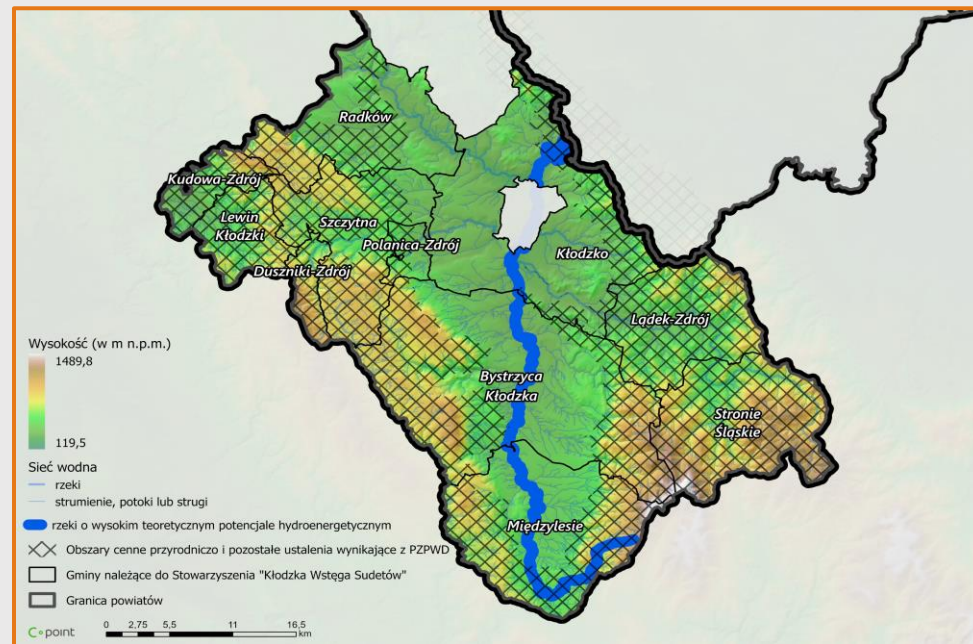 Radków
Kudowa-Zdrój
Lewin
Kłodzki
Szczytna
Polanica-Zdrój
Duszniki-Zdrój
Kłodzko
Lądek-Zdrój
Bystrzyca
Kłodzka
Stronie
Śląskie
Międzylesie
Wysokość (w m n.p.m.)
1489,8
119,5
Sieć wodna
rzeki
strumienie, potoki lub strugi
rzeki o wysokim teoretycznym potencjale hydroenergetycznym
Obszary cenne przyrodniczo i pozostałe ustalenia wynikające z PZPWD
Gminy należące do Stowarzyszenia "Kłodzka Wstęga Sudetów"
Granica powiatów
C•point
0 2,75 5,5 11 16,5
km